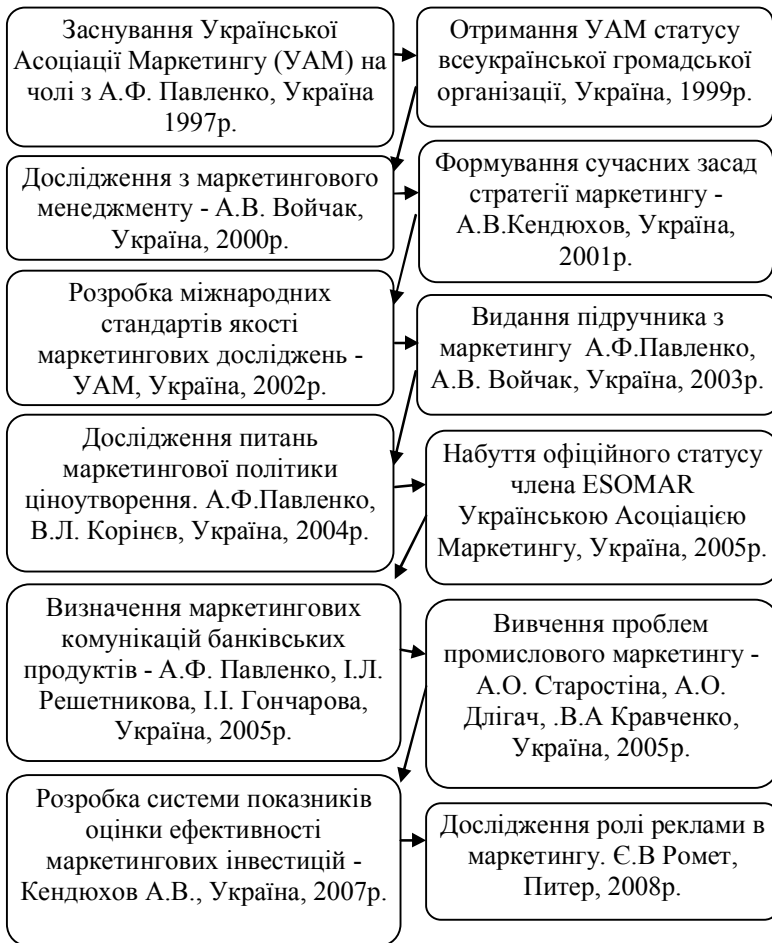 Заснування Української
Асоціації Маркетингу (УАМ) на
чолі з А.Ф. Павленко, Україна
1997р.
Отримання УАМ статусу
всеукраїнської громадської
організації, Україна, 1999р.
Дослідження з маркетингового
менеджменту - А.В. Войчак,
Україна, 2000р.
Формування сучасних засад
стратегії маркетингу -
А.В.Кендюхов, Україна,
2001р.
Розробка міжнародних
стандартів якості
маркетингових досліджень -
УАМ, Україна, 2002р.
Видання підручника з
маркетингу А.Ф.Павленко,
А.В. Войчак, Україна, 2003р.
Дослідження питань
маркетингової політики
ціноутворення. А.Ф.Павленко,
В.Л. Корінєв, Україна, 2004р.
Набуття офіційного статусу
члена ESOMAR
Українською Асоціацією
Маркетингу, Україна, 2005р.
Визначення маркетингових
комунікацій банківських
продуктів - А.Ф. Павленко, І.Л.
Решетникова, І.І. Гончарова,
Україна, 2005р.
Вивчення проблем
промислового маркетингу -
А.О. Старостіна, А.О.
Длігач, .В.А Кравченко,
Україна, 2005р.
Розробка системи показників
оцінки ефективності
маркетингових інвестицій -
Кендюхов А.В., Україна, 2007р.
Дослідження ролі реклами в
маркетингу. Є.В Ромет,
Питер, 2008р.